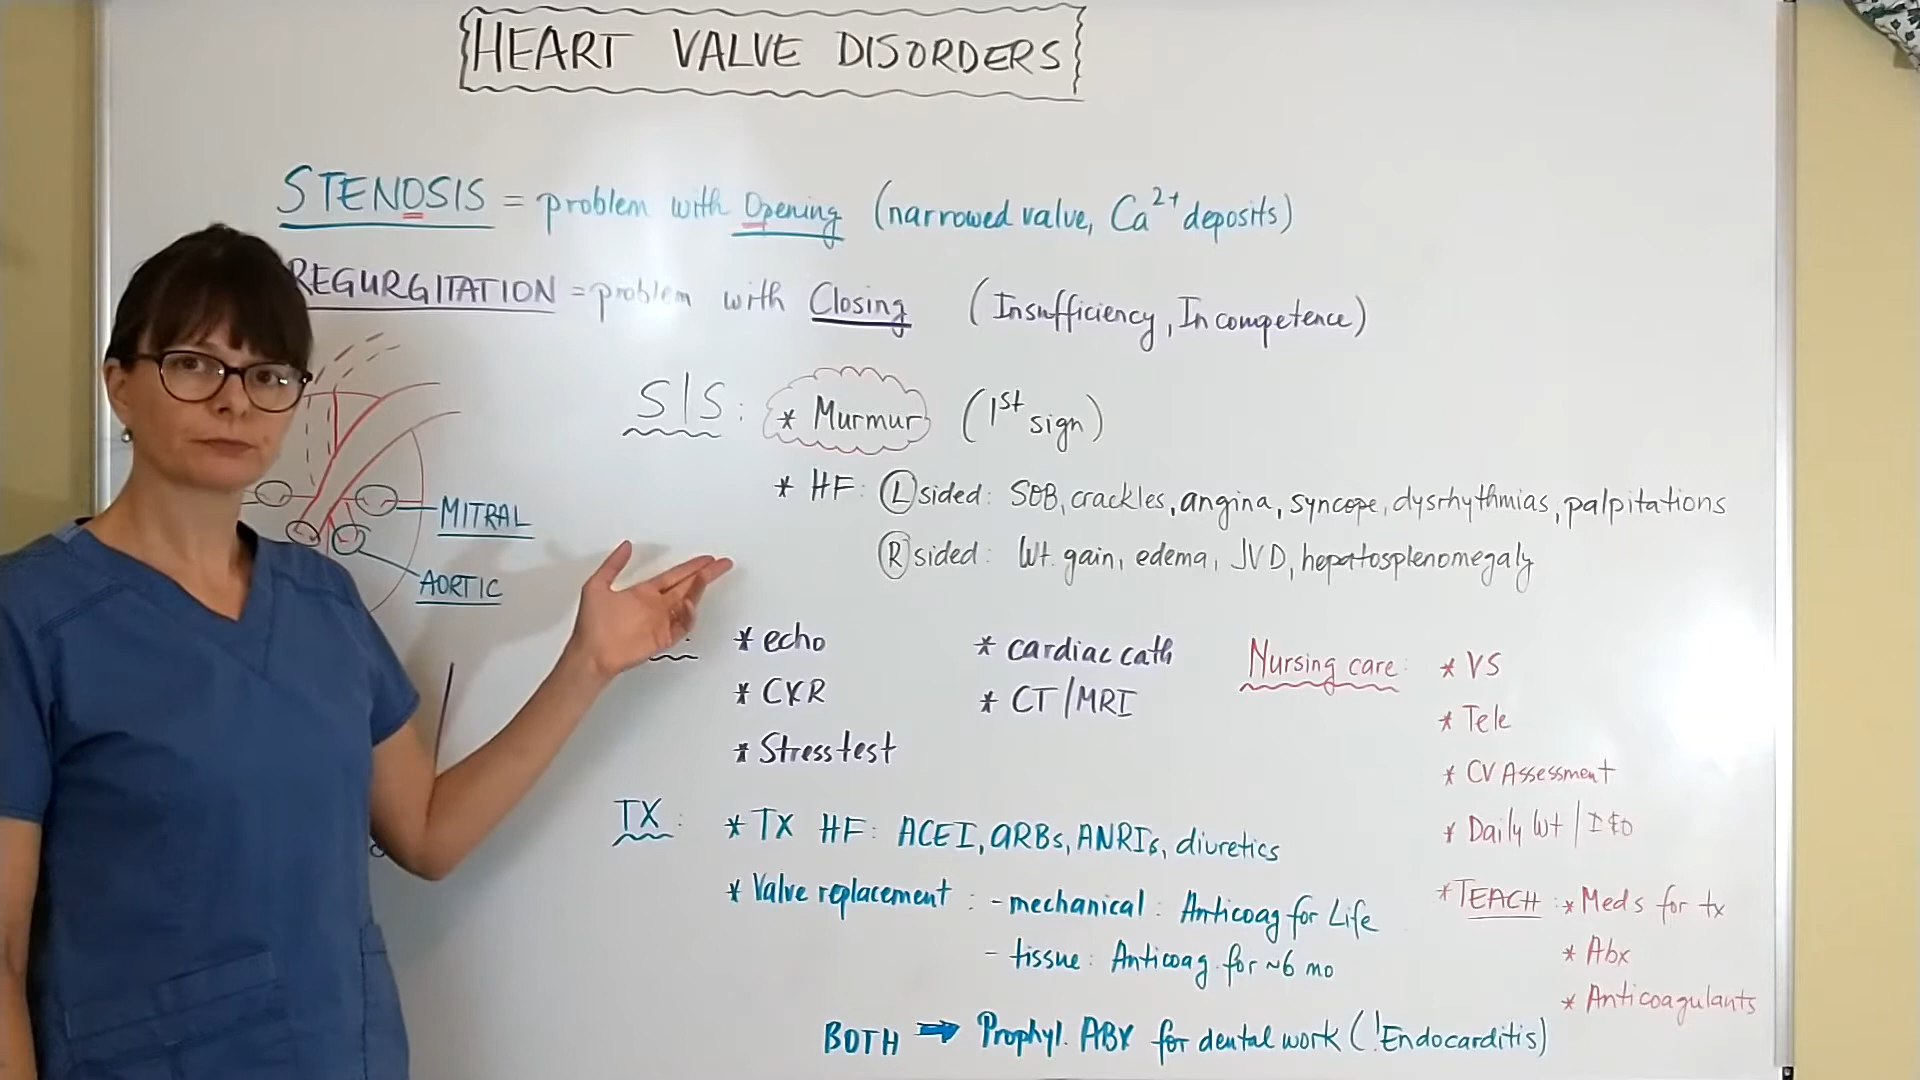 HEART VALVE DISORDERS
STENOSIS = problem with Opening (narrowed valve, Ca2+ deposits)
REGURGITATION = problem with Closing (Insufficiency, Incompetence)
S/S: * Murmur (1st sign)
* HF: L sided: SOB, crackles, angina, syncope, dysrhythmias, palpitations
R sided: Wt. gain, edema, JVD, hepatosplenomegaly
MITRAL
AORTIC
* echo
* CXR
* Stress test
* cardiac cath
* CT/MRI
TX: * TX HF: ACEI, ARBs, ANRIs, diuretics
* Valve replacement: - mechanical: Anticoag for Life
- tissue: Anticoag. for ~6 mo
BOTH → Prophyl. ABX for dental work (!Endocarditis)
Nursing care: * VS
* Tele
* CV Assessment
* Daily Wt / I&O
* TEACH: * Meds for tx
* Abx
* Anticoagulants